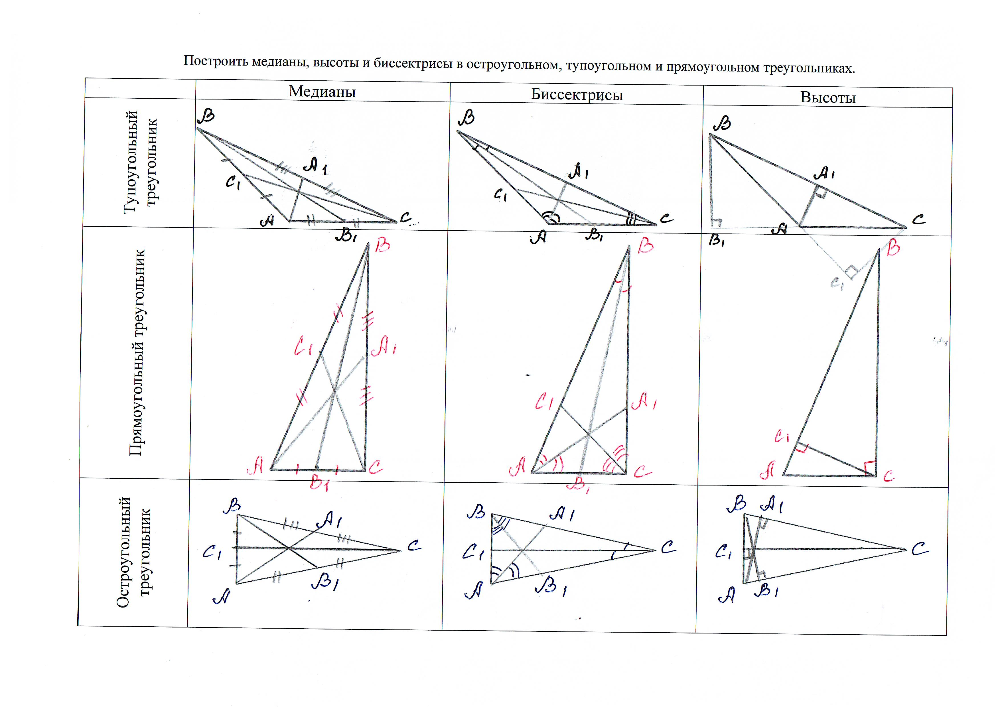 Построить медианы, высоты и биссектрисы в остроугольном, тупоугольном и прямоугольном треугольниках.
Медианы
Биссектрисы
Высоты
Тупоугольный
треугольник
B
A1
C1
A
B1
C
B
A1
C1
A
B1
C
B
A1
A
B1
C
C1
Прямоугольный треугольник
B
C1
A1
A
B1
C
B
C1
A1
A
B1
C
B
C1
A
C
Остроугольный
треугольник
B
A1
C1
C
A
B1
B
A1
C1
C
A
B1
B
A1
C1
C
A
B1